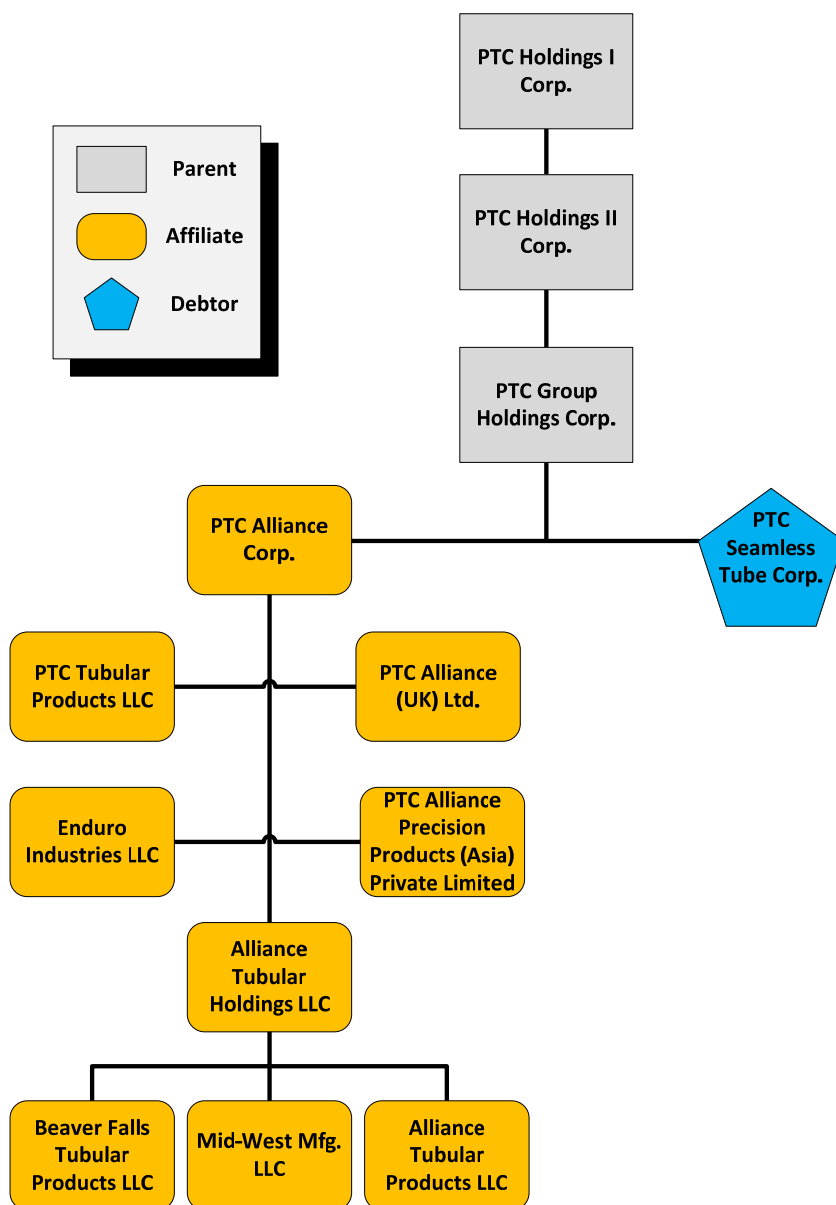 PTC Holdings I
Corp.
Parent
Affiliate
Debtor
PTC Holdings II
Corp.
PTC Group
Holdings Corp.
PTC Alliance
Corp.
PTC
Seamless
Tube Corp.
PTC Tubular
Products LLC
PTC Alliance
(UK) Ltd.
Enduro
Industries LLC
PTC Alliance
Precision
Products (Asia)
Private Limited
Alliance
Tubular
Holdings LLC
Beaver Falls
Tubular
Products LLC
Mid-West Mfg.
LLC
Alliance
Tubular
Products LLC